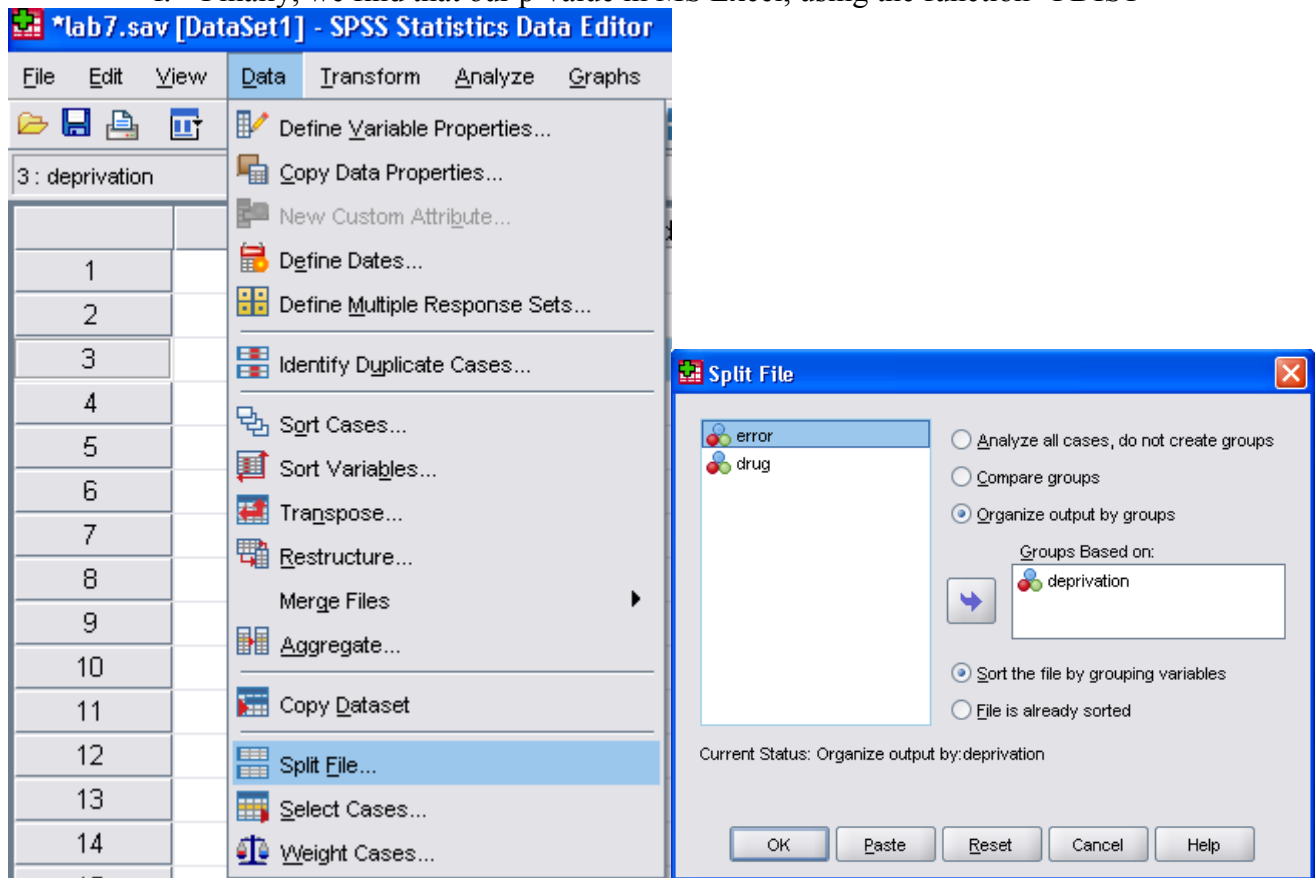 *lab7.sav [DataSet1] - SPSS Statistics Data Editor
File Edit View Data Transform Analyze Graphs
3 : deprivation
1
2
3
4
5
6
7
8
9
10
11
12
13
14
Define Variable Properties...
Copy Data Properties...
New Custom Attribute...
Define Dates...
Define Multiple Response Sets...
Identify Duplicate Cases...
Sort Cases...
Sort Variables...
Transpose...
Restructure...
Merge Files
Aggregate...
Copy Dataset
Split File...
Select Cases...
Weight Cases...
Split File
error
drug
Analyze all cases, do not create groups
Compare groups
Organize output by groups
Groups Based on:
deprivation
Sort the file by grouping variables
File is already sorted
Current Status: Organize output by:deprivation
OK Paste Reset Cancel Help